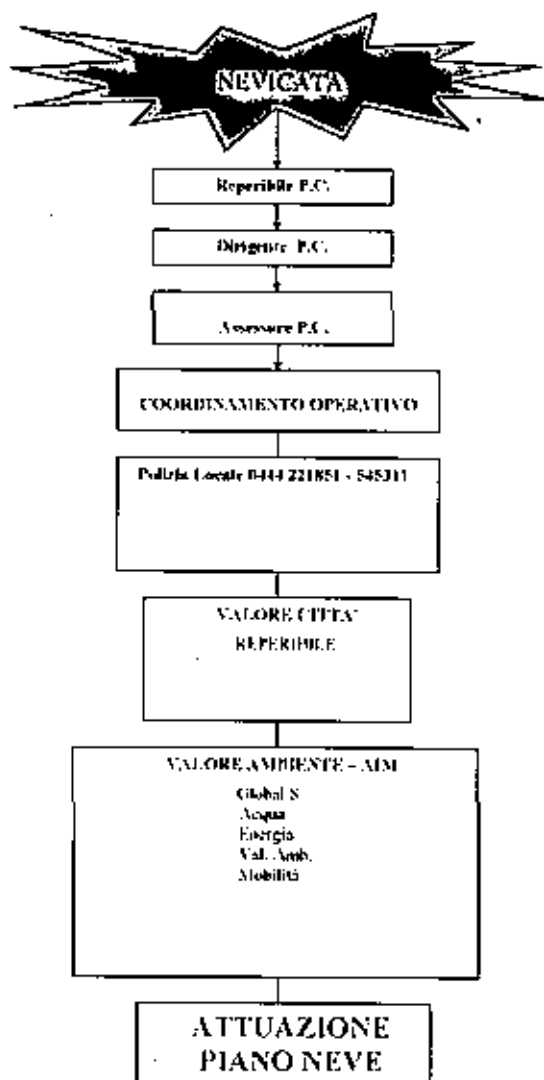 NEVICATA
Reperibile P.C.
Dirigente P.C.
Assessore P.C.
COORDINAMENTO OPERATIVO
Polizia Locale 0444 221851 - 545311
VALORE CITTA'
REPERIBILE
VALORE AMBIENTE – AIM
Global S
Acqua
Energia
Val. Amb.
Mobilità
ATTUAZIONE
PIANO NEVE